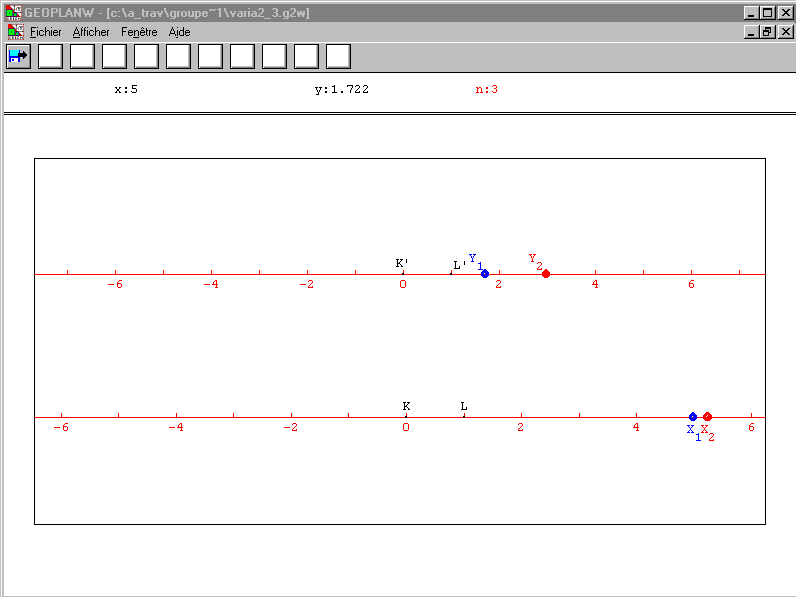 GEOPLANW - [c:\a_trav\groupe~1\varia2_3.g2w]
Fichier Afficher Fenêtre Aide
x:5 y:1.722 n:3
K' L' Y1 Y2
-6 -4 -2 0 2 4 6
K L
-6 -4 -2 0 2 4 6
X1 X2